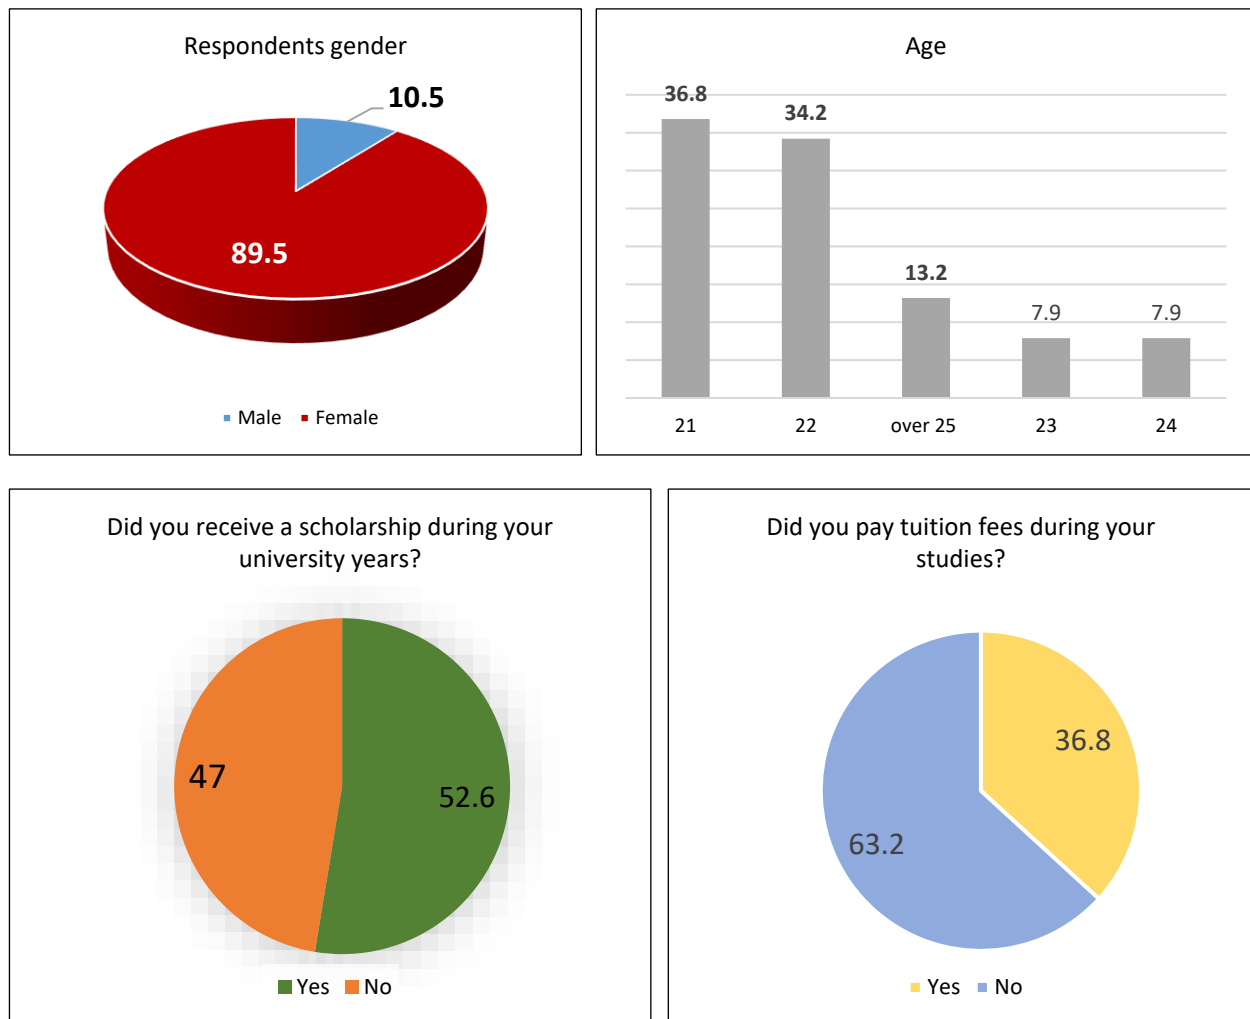 Respondents gender
10.5
89.5
Male Female
Age
36.8
34.2
13.2
7.9
7.9
21 22 over 25 23 24
Did you receive a scholarship during your
university years?
47
52.6
Yes No
Did you pay tuition fees during your
studies?
36.8
63.2
Yes No